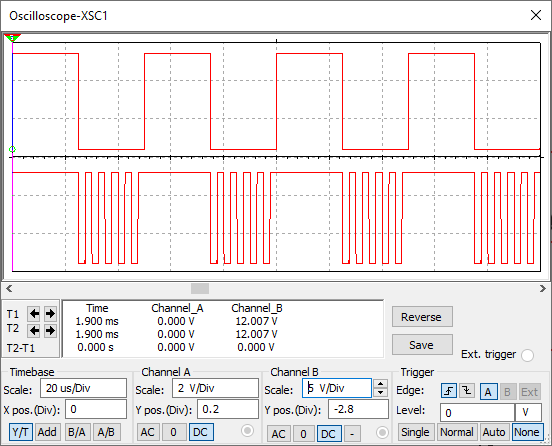 Oscilloscope-XSC1
T1
T2
T2-T1
Time Channel_A Channel_B
1.900 ms 0.000 V 12.007 V
1.900 ms 0.000 V 12.007 V
0.000 s 0.000 V 0.000 V
Reverse
Save
Ext. trigger
Timebase
Scale: 20 us/Div
X pos.(Div): 0
Y/T Add B/A A/B
Channel A
Scale: 2 V/Div
Y pos.(Div): 0.2
AC 0 DC
Channel B
Scale: 5 V/Div
Y pos.(Div): -2.8
AC 0 DC -
Trigger
Edge: A B Ext
Level: 0 V
Single Normal Auto None